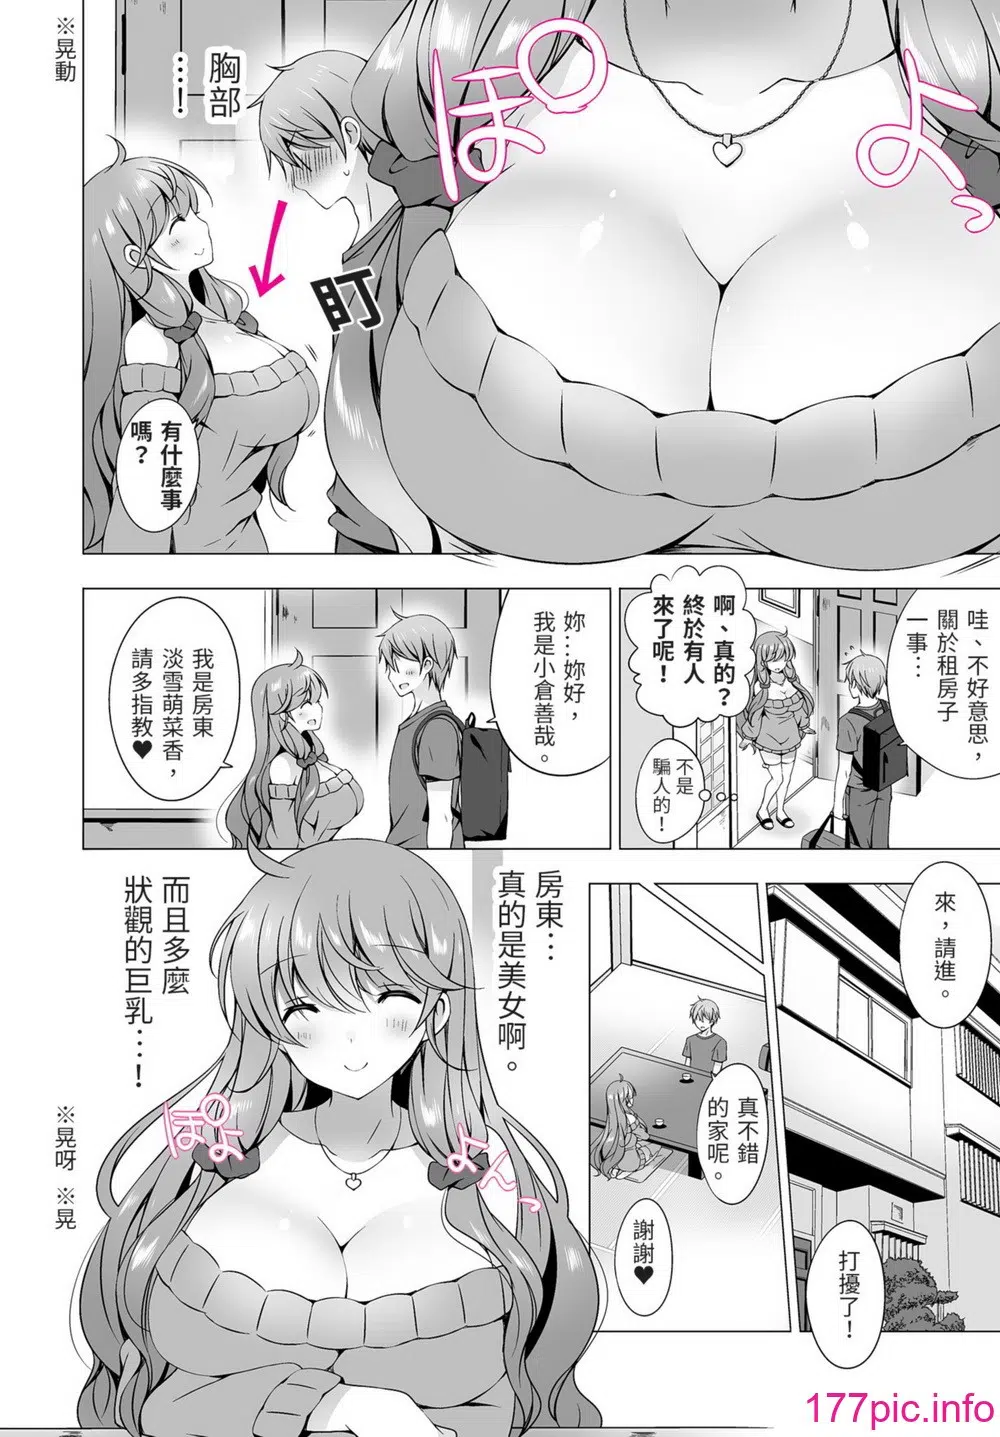 ぽ
よ
っ
※晃動
胸部
⋯⋯!
盯
有什麼事
嗎?
哇、不好意思,
關於租房子
一事⋯
啊、真的?
終於有人
來了呢!
不是
騙人的!
妳⋯妳好,
我是小倉善哉。
我是房東
淡雪萌菜香,
請多指教♥
來,請進。
打擾了!
真不錯
的家呢。
謝謝♥
房東⋯
真的是美女啊。
而且多麼
狀觀的巨乳⋯⋯!
ぽよ
よんっ
※晃呀 ※晃
177pic.info